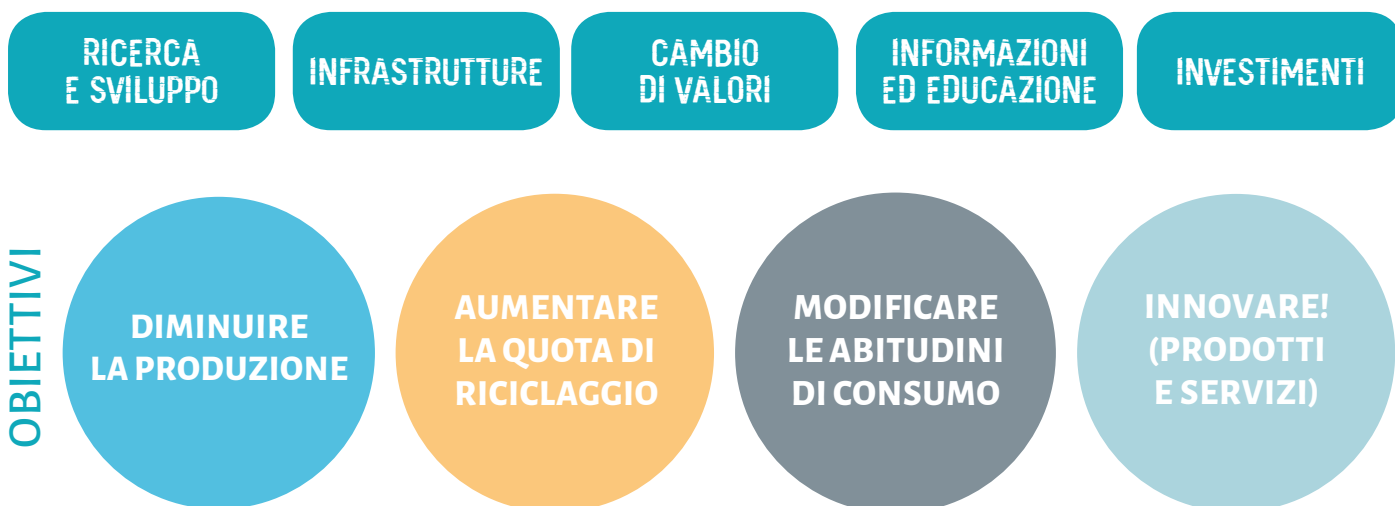 RICERCA
E SVILUPPO
INFRASTRUTTURE
CAMBIO
DI VALORI
INFORMAZIONI
ED EDUCAZIONE
INVESTIMENTI
OBIETTIVI
DIMINUIRE
LA PRODUZIONE
AUMENTARE
LA QUOTA DI
RICICLAGGIO
MODIFICARE
LE ABITUDINI
DI CONSUMO
INNOVARE!
(PRODOTTI
E SERVIZI)